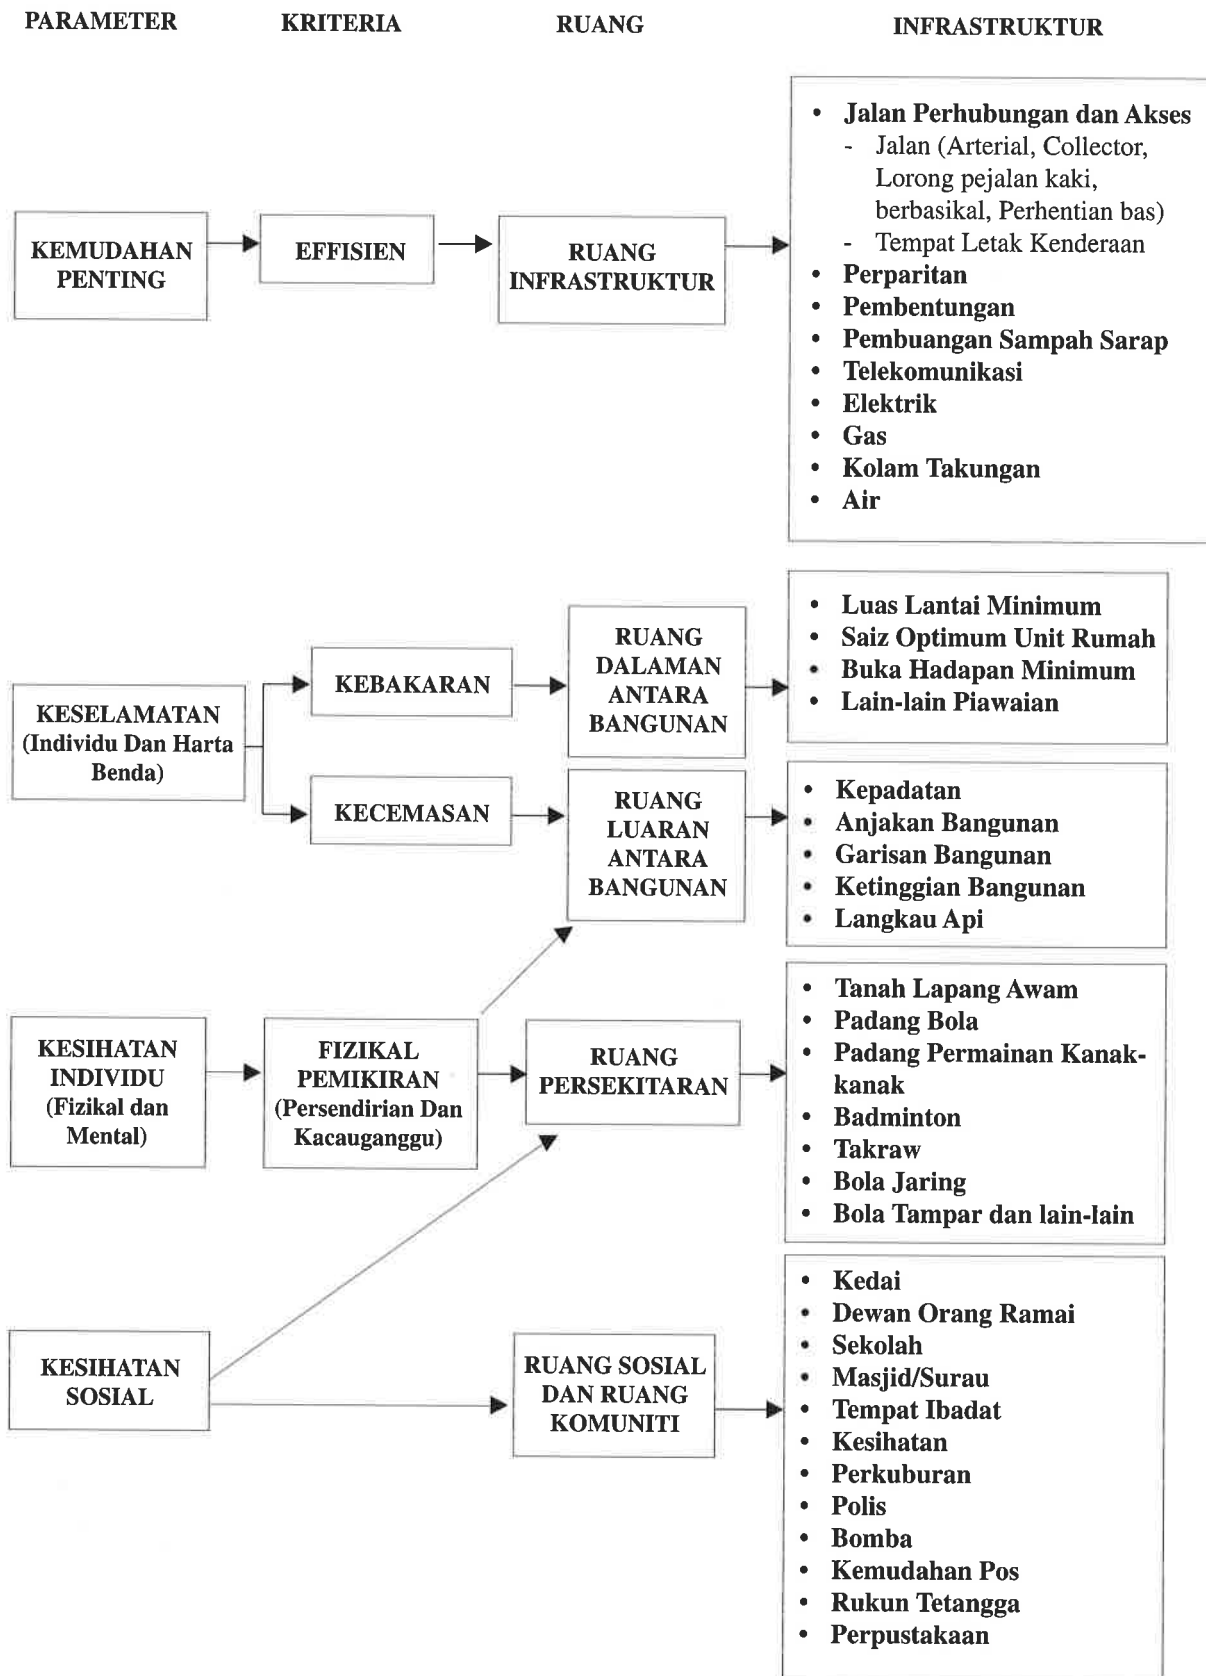 PARAMETER
KRITERIA
RUANG
INFRASTRUKTUR
KEMUDAHAN
PENTING
EFFISIEN
RUANG
INFRASTRUKTUR
• Jalan Perhubungan dan Akses
- Jalan (Arterial, Collector,
Lorong pejalan kaki,
berbasikal, Perhentian bas)
- Tempat Letak Kenderaan
• Perparitan
• Pembentungan
• Pembuangan Sampah Sarap
• Telekomunikasi
• Elektrik
• Gas
• Kolam Takungan
• Air
KESELAMATAN
(Individu Dan Harta
Benda)
KEBAKARAN
RUANG
DALAMAN
ANTARA
BANGUNAN
• Luas Lantai Minimum
• Saiz Optimum Unit Rumah
• Buka Hadapan Minimum
• Lain-lain Piawaian
KECEMASAN
RUANG
LUARAN
ANTARA
BANGUNAN
• Kepadatan
• Anjakan Bangunan
• Garisan Bangunan
• Ketinggian Bangunan
• Langkau Api
KESIHATAN
INDIVIDU
(Fizikal dan
Mental)
FIZIKAL
PEMIKIRAN
(Persendirian Dan
Kacauganggu)
RUANG
PERSEKITARAN
• Tanah Lapang Awam
• Padang Bola
• Padang Permainan Kanak-
kanak
• Badminton
• Takraw
• Bola Jaring
• Bola Tampar dan lain-lain
KESIHATAN
SOSIAL
RUANG SOSIAL
DAN RUANG
KOMUNITI
• Kedai
• Dewan Orang Ramai
• Sekolah
• Masjid/Surau
• Tempat Ibadat
• Kesihatan
• Perkuburan
• Polis
• Bomba
• Kemudahan Pos
• Rukun Tetangga
• Perpustakaan